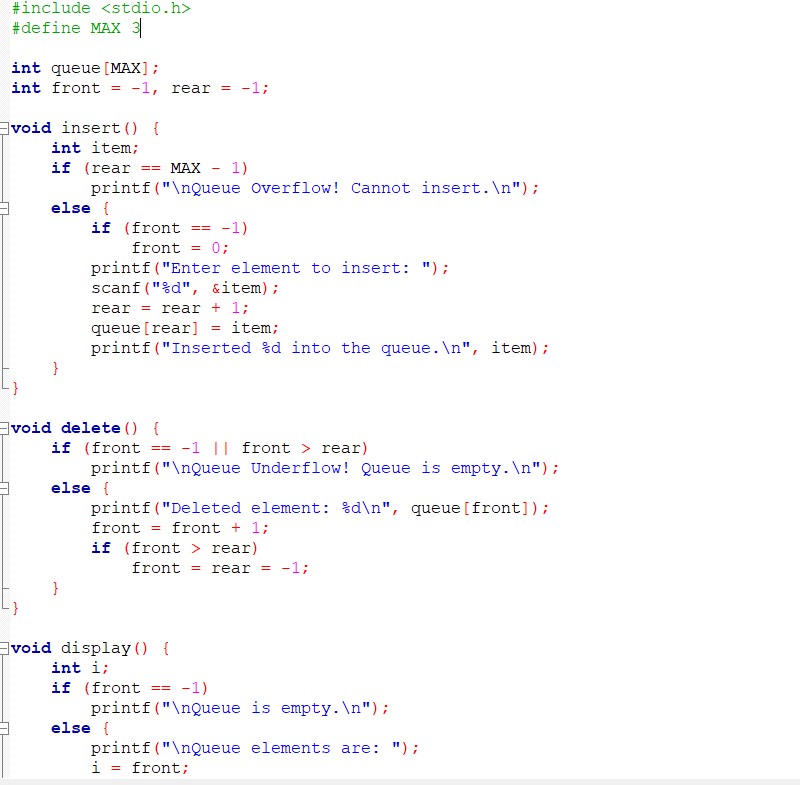 #include <stdio.h>
#define MAX 3

int queue[MAX];
int front = -1, rear = -1;

void insert() {
    int item;
    if (rear == MAX - 1)
        printf("\nQueue Overflow! Cannot insert.\n");
    else {
        if (front == -1)
            front = 0;
        printf("Enter element to insert: ");
        scanf("%d", &item);
        rear = rear + 1;
        queue[rear] = item;
        printf("Inserted %d into the queue.\n", item);
    }
}

void delete() {
    if (front == -1 || front > rear)
        printf("\nQueue Underflow! Queue is empty.\n");
    else {
        printf("Deleted element: %d\n", queue[front]);
        front = front + 1;
        if (front > rear)
            front = rear = -1;
    }
}

void display() {
    int i;
    if (front == -1)
        printf("\nQueue is empty.\n");
    else {
        printf("\nQueue elements are: ");
        i = front;